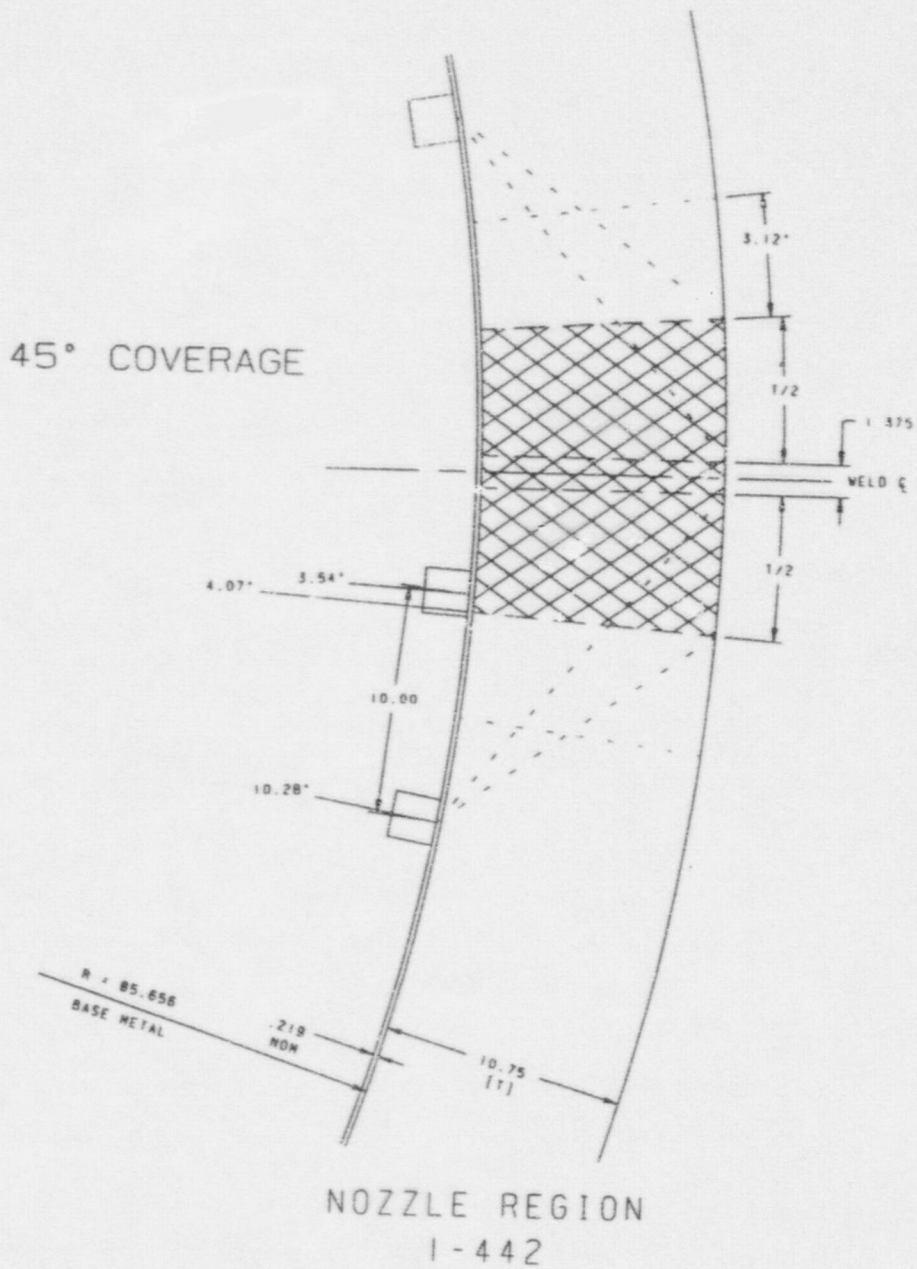 3.12°
45° COVERAGE
T/2
1.375
WELD ℄
T/2
3.54°
4.07°
10.00
10.28°
R = 85.656
BASE METAL
.219
NOM
10.75
[T]
NOZZLE REGION
1-442